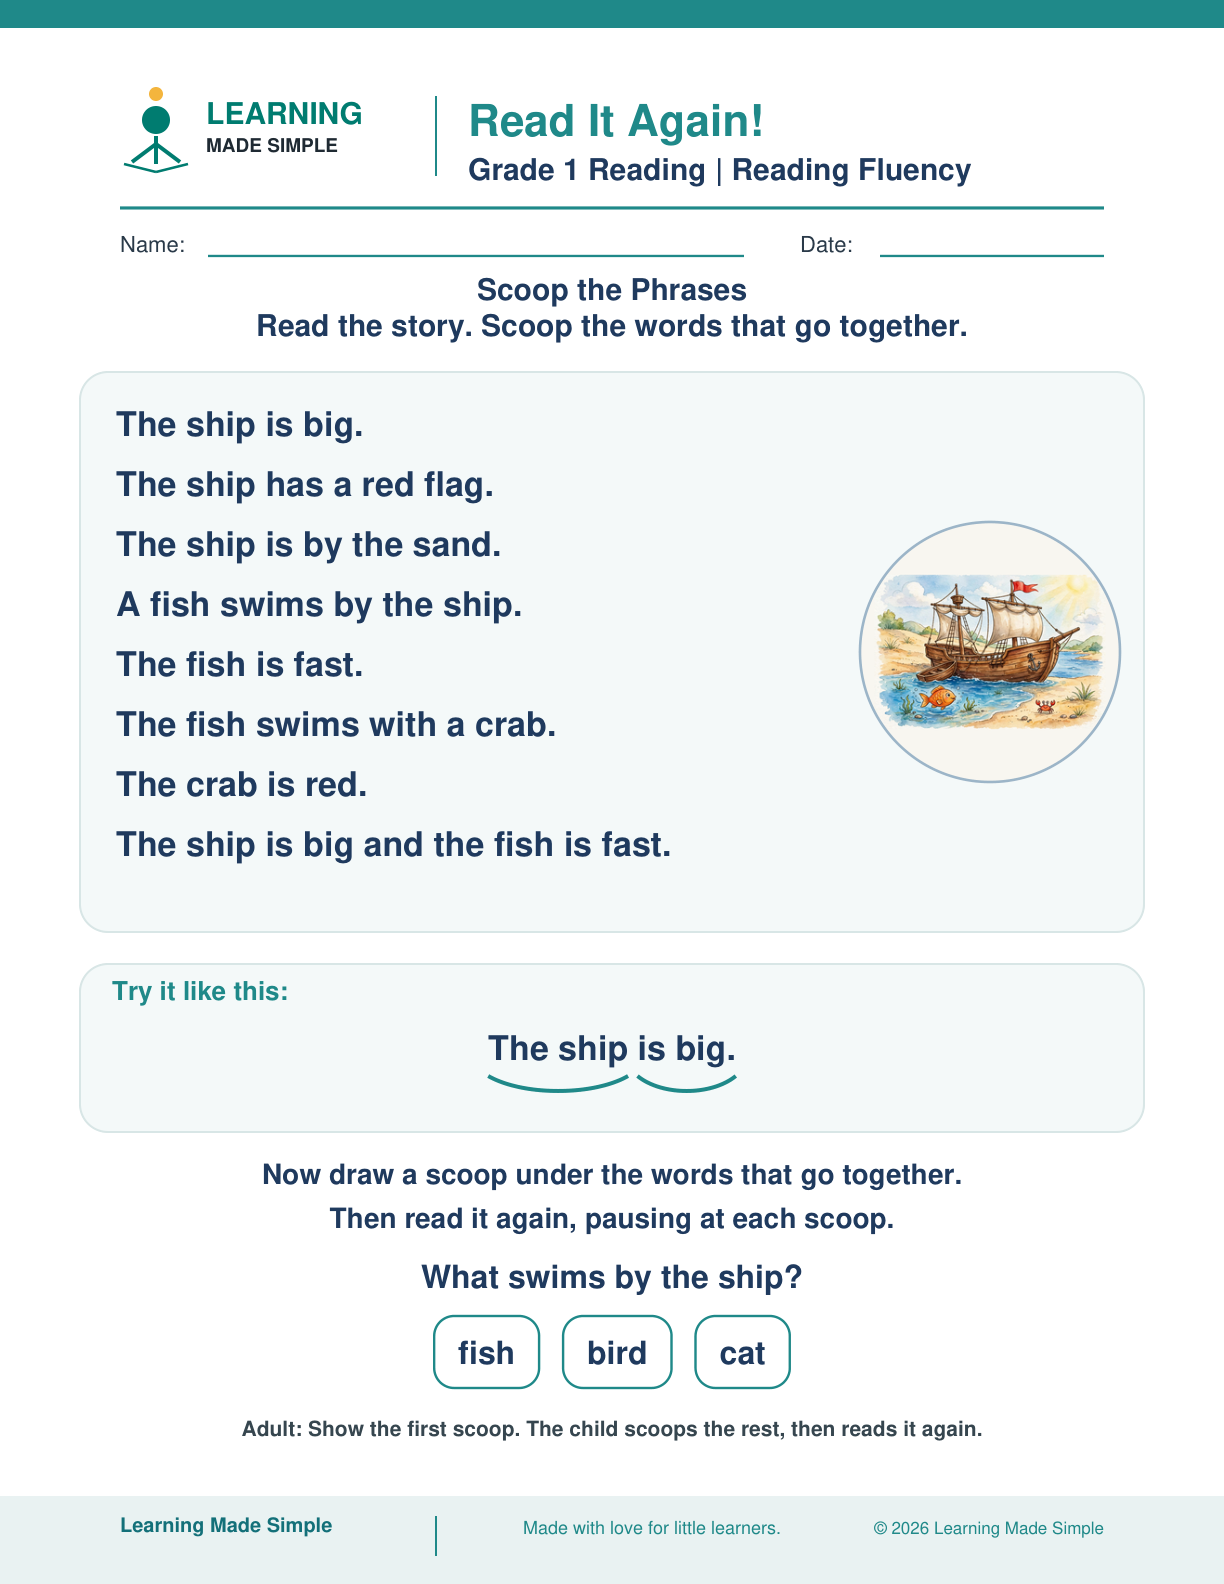 LEARNING
MADE SIMPLE
Read It Again!
Grade 1 Reading | Reading Fluency
Name:
Date:
Scoop the Phrases
Read the story. Scoop the words that go together.
The ship is big.
The ship has a red flag.
The ship is by the sand.
A fish swims by the ship.
The fish is fast.
The fish swims with a crab.
The crab is red.
The ship is big and the fish is fast.
Try it like this:
The ship is big.
Now draw a scoop under the words that go together.
Then read it again, pausing at each scoop.
What swims by the ship?
fish
bird
cat
Adult: Show the first scoop. The child scoops the rest, then reads it again.
Learning Made Simple
Made with love for little learners.
© 2026 Learning Made Simple